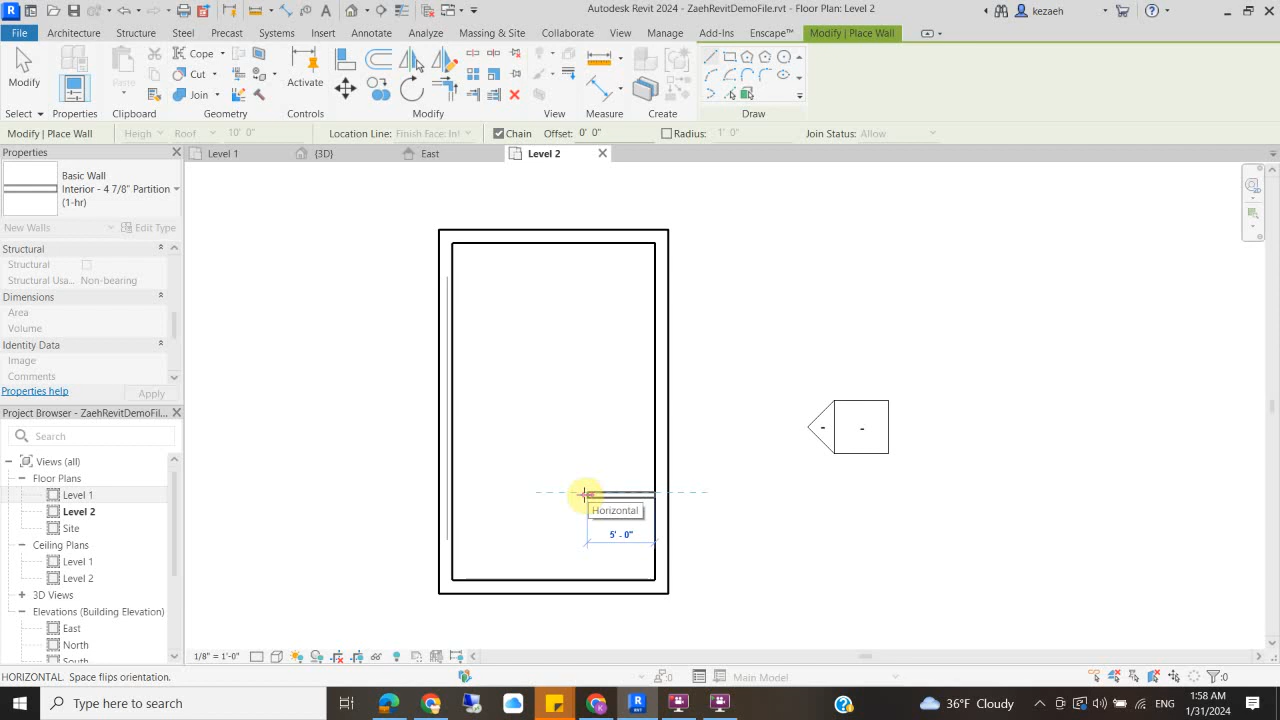 Autodesk Revit 2024 - ZaehRevitDemoFile.rvt - Floor Plan: Level 2
kezaeh
File Architecture Structure Steel Precast Systems Insert Annotate Analyze Massing & Site Collaborate View Manage Add-Ins Enscape™ Modify | Place Wall
Modify
Paste
Cope
Cut
Join
Activate
Select Properties Clipboard Geometry Controls Modify View Measure Create Draw
Modify | Place Wall Heigh Roof 10' 0" Location Line: Finish Face: In Chain Offset: 0' 0" Radius: 1' 0" Join Status: Allow
Properties
Level 1 {3D} East Level 2
Basic Wall
Interior - 4 7/8" Partition
(1-hr)
New Walls Edit Type
Structural
Structural
Structural Usa... Non-bearing
Dimensions
Area
Volume
Identity Data
Image
Comments
Properties help Apply
Project Browser - ZaehRevitDemoFil...
Search
Views (all)
Floor Plans
Level 1
Level 2
Site
Ceiling Plans
Level 1
Level 2
3D Views
Elevations (Building Elevation)
East
North
South
Horizontal
5' - 0"
- -
1/8" = 1'-0"
HORIZONTAL. Space flips orientation.
:0 Main Model :0
Type here to search
36°F Cloudy ENG 1:58 AM
1/31/2024